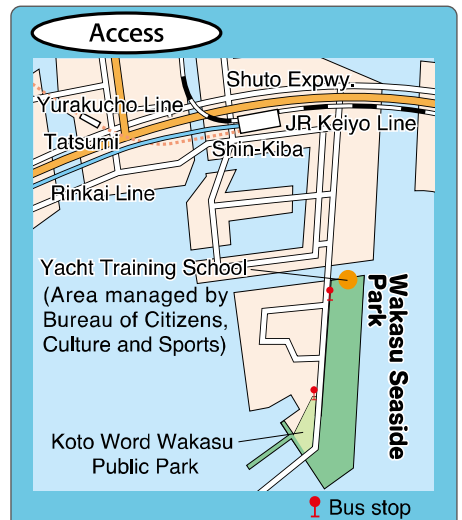 Access
Shuto Expwy.
Yurakucho Line
JR Keiyo Line
Tatsumi
Shin-Kiba
Rinkai Line
Yacht Training School
(Area managed by
Bureau of Citizens,
Culture and Sports)
Wakasu Seaside
Park
Koto Word Wakasu
Public Park
Bus stop